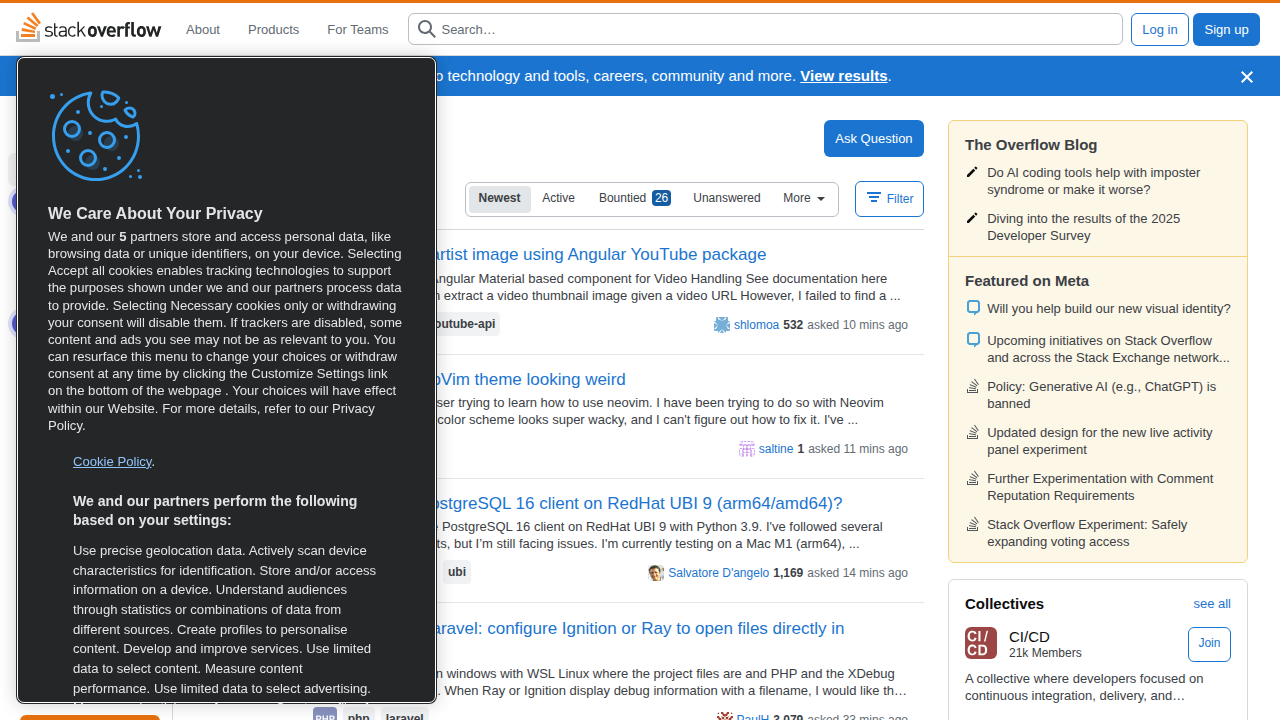 stackoverflow
About
Products
For Teams
Search…
Log in
Sign up
to technology and tools, careers, community and more. View results.
We Care About Your Privacy
We and our 5 partners store and access personal data, like
browsing data or unique identifiers, on your device. Selecting
Accept all cookies enables tracking technologies to support
the purposes shown under we and our partners process data
to provide. Selecting Necessary cookies only or withdrawing
your consent will disable them. If trackers are disabled, some
content and ads you see may not be as relevant to you. You
can resurface this menu to change your choices or withdraw
consent at any time by clicking the Customize Settings link
on the bottom of the webpage . Your choices will have effect
within our Website. For more details, refer to our Privacy
Policy.
Cookie Policy.
We and our partners perform the following
based on your settings:
Use precise geolocation data. Actively scan device
characteristics for identification. Store and/or access
information on a device. Understand audiences
through statistics or combinations of data from
different sources. Create profiles to personalise
content. Develop and improve services. Use limited
data to select content. Measure content
performance. Use limited data to select advertising.
Ask Question
Newest
Active
Bountied 26
Unanswered
More
Filter
artist image using Angular YouTube package
Angular Material based component for Video Handling See documentation here
extract a video thumbnail image given a video URL However, I failed to find a ...
outube-api
shlomoa 532 asked 10 mins ago
oVim theme looking weird
ser trying to learn how to use neovim. I have been trying to do so with Neovim
color scheme looks super wacky, and I can't figure out how to fix it. I've ...
saltine 1 asked 11 mins ago
ostgreSQL 16 client on RedHat UBI 9 (arm64/amd64)?
PostgreSQL 16 client on RedHat UBI 9 with Python 3.9. I've followed several
ts, but I'm still facing issues. I'm currently testing on a Mac M1 (arm64), ...
ubi
Salvatore D'angelo 1,169 asked 14 mins ago
aravel: configure Ignition or Ray to open files directly in
n windows with WSL Linux where the project files are and PHP and the XDebug
. When Ray or Ignition display debug information with a filename, I would like th…
PHP
php
laravel
PaulH 3,079 asked 33 mins ago
The Overflow Blog
Do AI coding tools help with imposter
syndrome or make it worse?
Diving into the results of the 2025
Developer Survey
Featured on Meta
Will you help build our new visual identity?
Upcoming initiatives on Stack Overflow
and across the Stack Exchange network...
Policy: Generative AI (e.g., ChatGPT) is
banned
Updated design for the new live activity
panel experiment
Further Experimentation with Comment
Reputation Requirements
Stack Overflow Experiment: Safely
expanding voting access
Collectives
see all
CI/
CD
CI/CD
21k Members
Join
A collective where developers focused on
continuous integration, delivery, and…